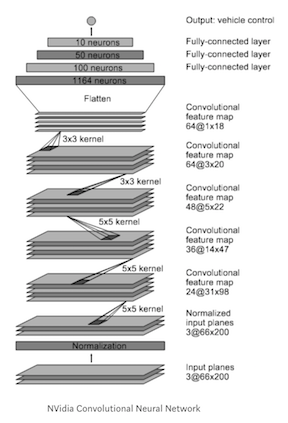 Output: vehicle control
10 neurons
Fully-connected layer
50 neurons
Fully-connected layer
100 neurons
Fully-connected layer
1164 neurons
Flatten
Convolutional
feature map
64@1x18
3x3 kernel
Convolutional
feature map
64@3x20
3x3 kernel
Convolutional
feature map
48@5x22
5x5 kernel
Convolutional
feature map
36@14x47
5x5 kernel
Convolutional
feature map
24@31x98
5x5 kernel
Normalized
input planes
3@66x200
Normalization
Input planes
3@66x200
NVidia Convolutional Neural Network